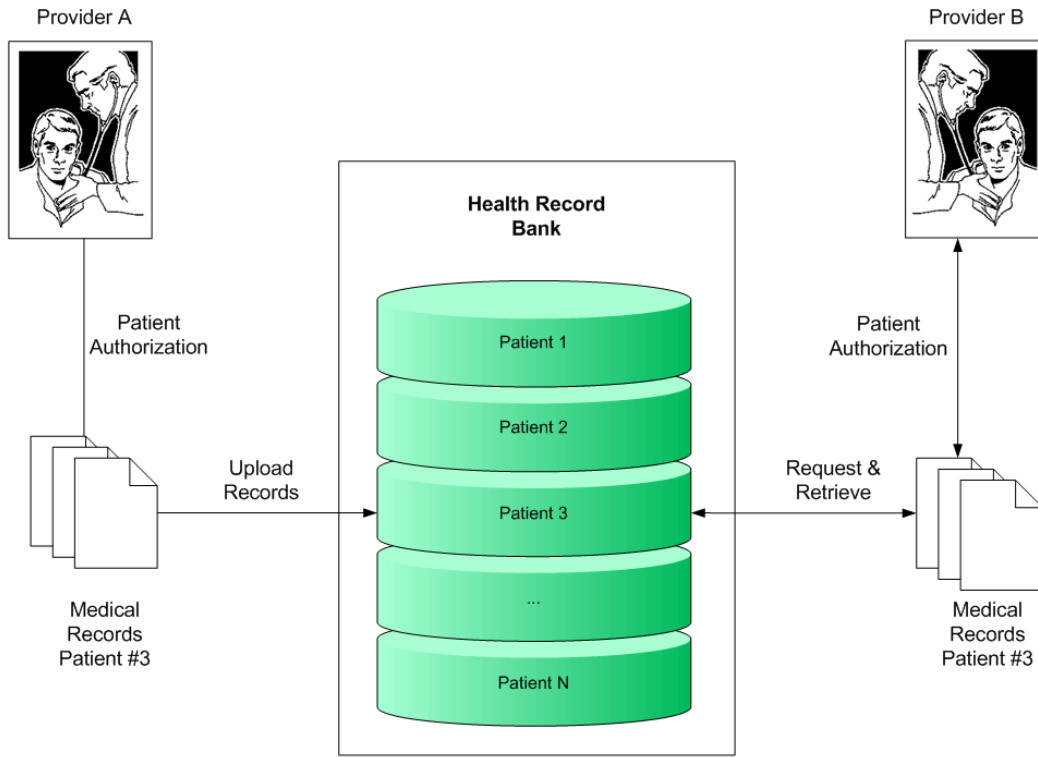 Provider A
Provider B
Health Record
Bank
Patient
Authorization
Patient
Authorization
Patient 1
Patient 2
Patient 3
...
Patient N
Upload
Records
Request &
Retrieve
Medical
Records
Patient #3
Medical
Records
Patient #3